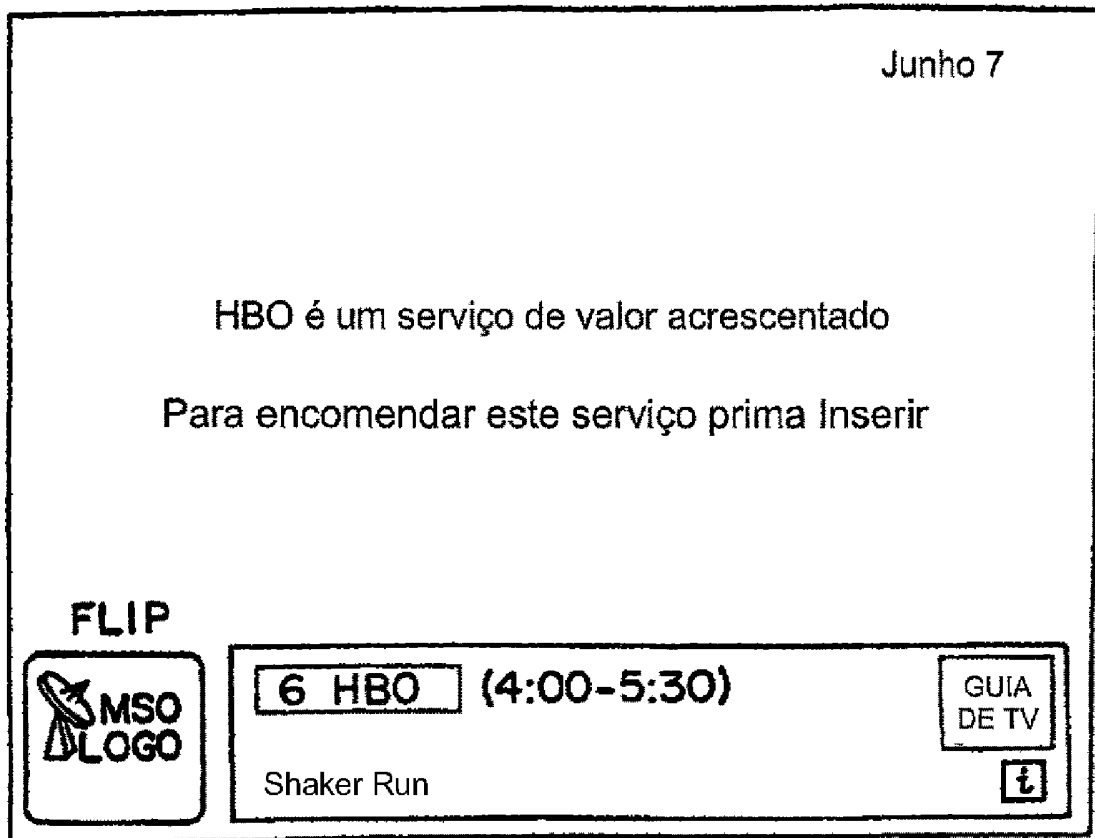 Junho 7
HBO é um serviço de valor acrescentado
Para encomendar este serviço prima Inserir
FLIP
MSO
LOGO
6 HBO (4:00-5:30)
Shaker Run
GUIA
DE TV
i